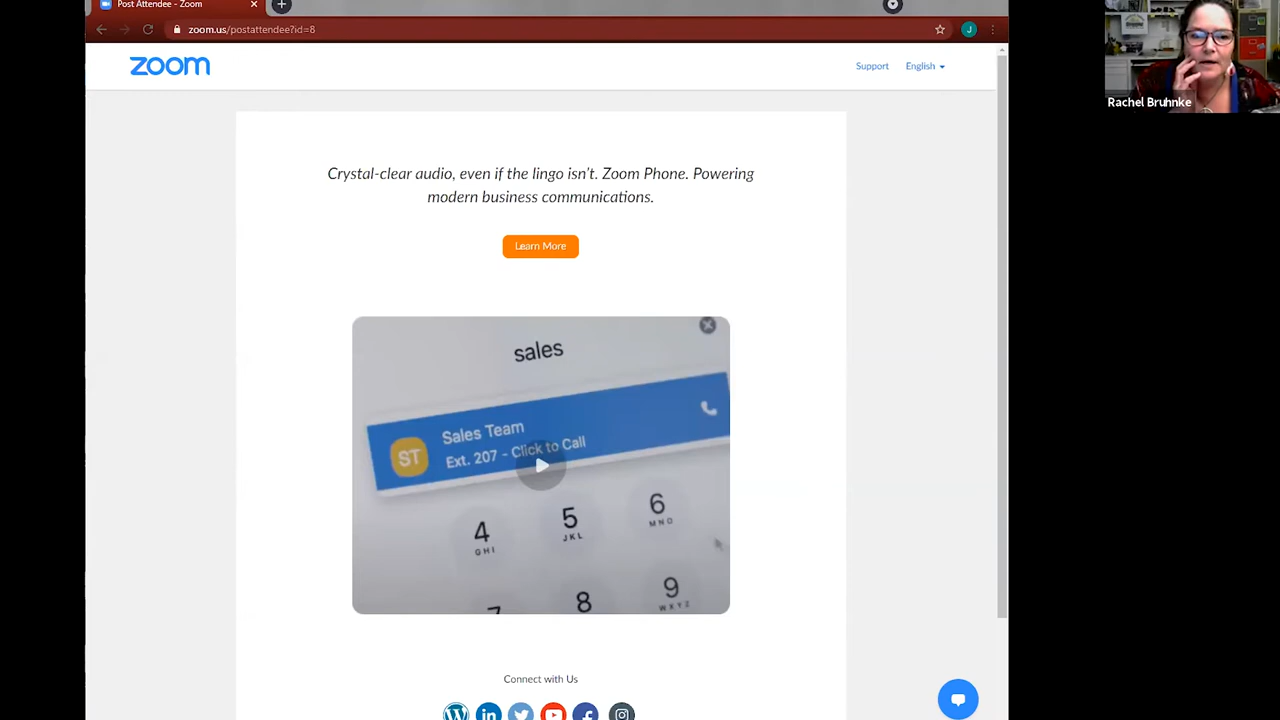 Post Attendee - Zoom
zoom.us/postattendee?id=8
J
zoom
Support
English
Rachel Bruhnke
Crystal-clear audio, even if the lingo isn't. Zoom Phone. Powering
modern business communications.
Learn More
sales
ST
Sales Team
Ext. 207 - Click to Call
4
GHI
5
JKL
6
MNO
7
8
9
WXYZ
Connect with Us